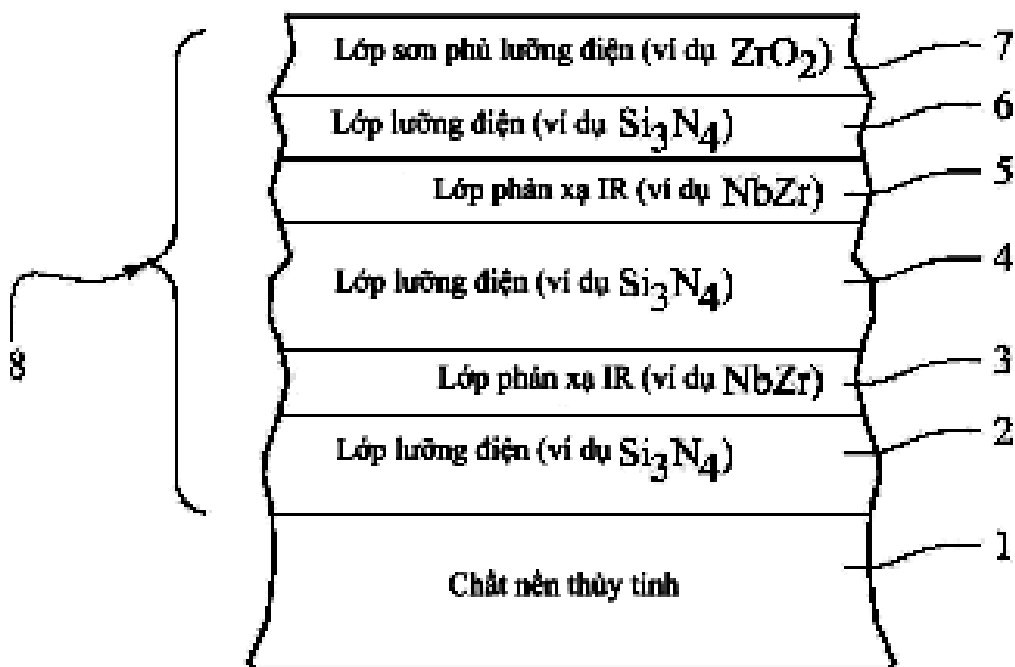 Lớp sơn phủ lưỡng điện (ví dụ ZrO2) 7
Lớp lưỡng điện (ví dụ Si3N4) 6
Lớp phản xạ IR (ví dụ NbZr) 5
Lớp lưỡng điện (ví dụ Si3N4) 4
8
Lớp phản xạ IR (ví dụ NbZr) 3
Lớp lưỡng điện (ví dụ Si3N4) 2
Chất nền thủy tinh 1